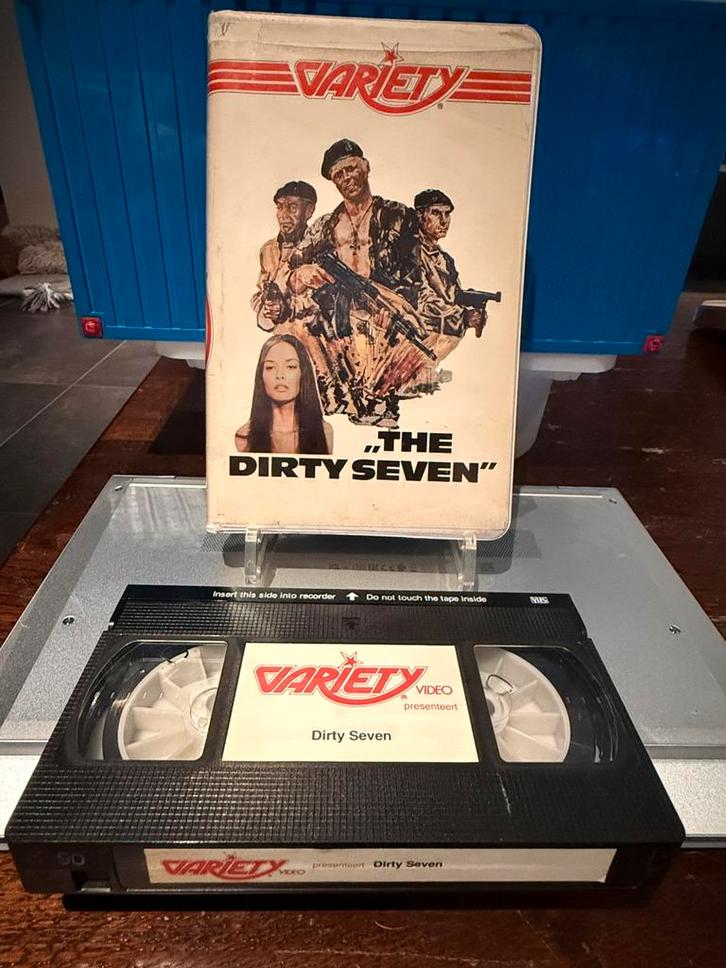 VARIETY
®
„THE
DIRTY SEVEN”
Insert this side into recorder ⬆ Do not touch the tape inside VHS
VARIETY VIDEO
®
presenteert
Dirty Seven
90
VARIETY VIDEO presenteert Dirty Seven